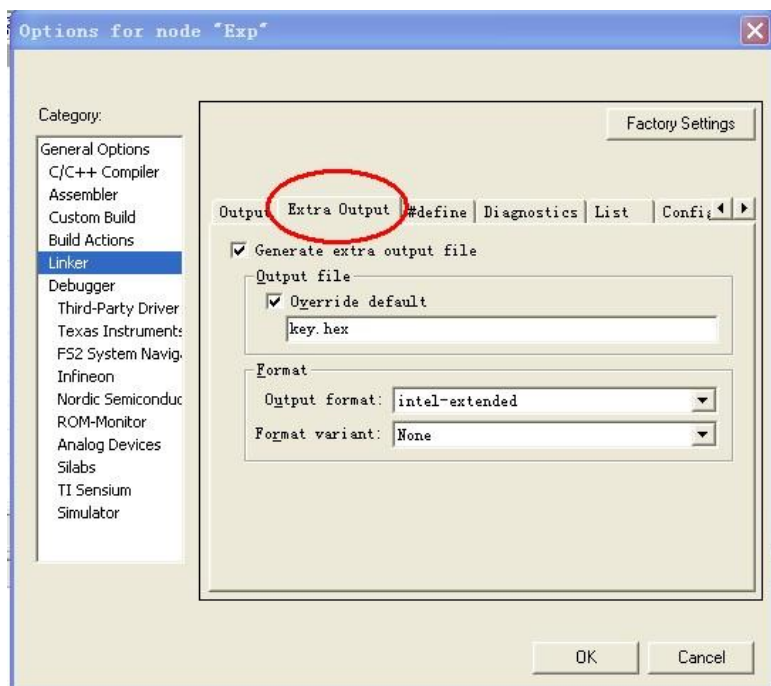 Options for node "Exp"
Category:
Factory Settings
General Options
C/C++ Compiler
Assembler
Custom Build
Build Actions
Linker
Debugger
Third-Party Driver
Texas Instruments
FS2 System Navig
Infineon
Nordic Semiconduc
ROM-Monitor
Analog Devices
Silabs
TI Sensium
Simulator
Output Extra Output #define Diagnostics List Config
Generate extra output file
Output file
Override default
key.hex
Format
Output format: intel-extended
Format variant: None
OK Cancel